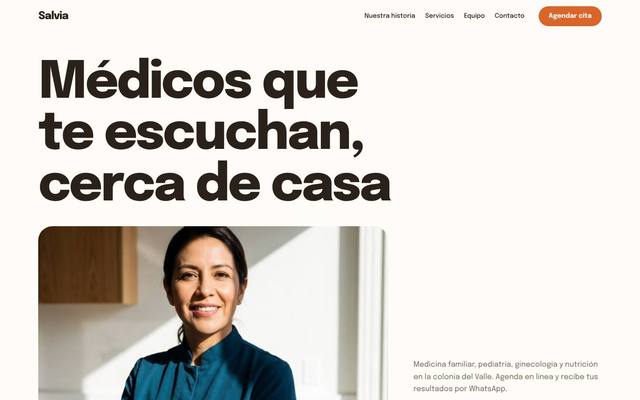 Salvia
Nuestra historia Servicios Equipo Contacto Agendar cita
Médicos que
te escuchan,
cerca de casa
Medicina familiar, pediatría, ginecología y nutrición
en la colonia del Valle. Agenda en línea y recibe tus
resultados por WhatsApp.